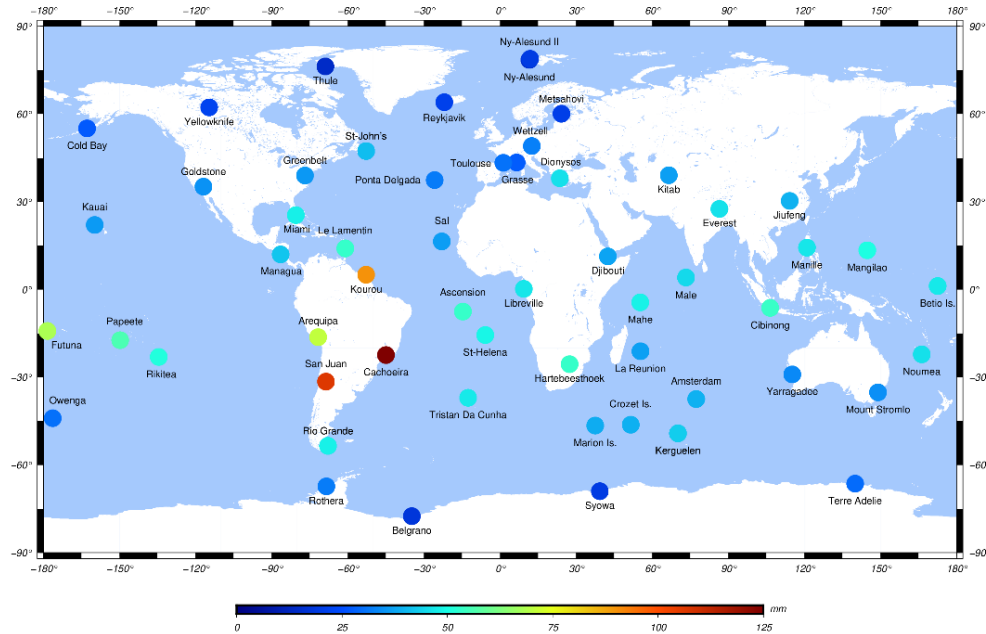 −180° −150° −120° −90° −60° −30° 0° 30° 60° 90° 120° 150° 180°
90° 90°
Ny-Alesund II
Thule Ny-Alesund
60° 60°
Yellowknife Reykjavik Metsahovi
Cold Bay St-John's Wettzell
Goldstone Greenbelt Toulouse Dionysos
Ponta Delgada Grasse Kitab
30° 30°
Kauai Miami Le Lamentin Sal Everest Jiufeng
Managua Djibouti Manille Mangilao
0° 0°
Kourou Ascension Libreville Male Betio Is.
Papeete Arequipa Mahe Cibinong
Futuna St-Helena
Rikitea San Juan Cachoeira Hartebeesthoek La Reunion Noumea
−30° −30°
Owenga Amsterdam Yarragadee
Tristan Da Cunha Crozet Is. Mount Stromlo
Rio Grande Marion Is. Kerguelen
−60° −60°
Rothera Syowa Terre Adelie
Belgrano
−90° −90°
−180° −150° −120° −90° −60° −30° 0° 30° 60° 90° 120° 150° 180°
mm
0 25 50 75 100 125